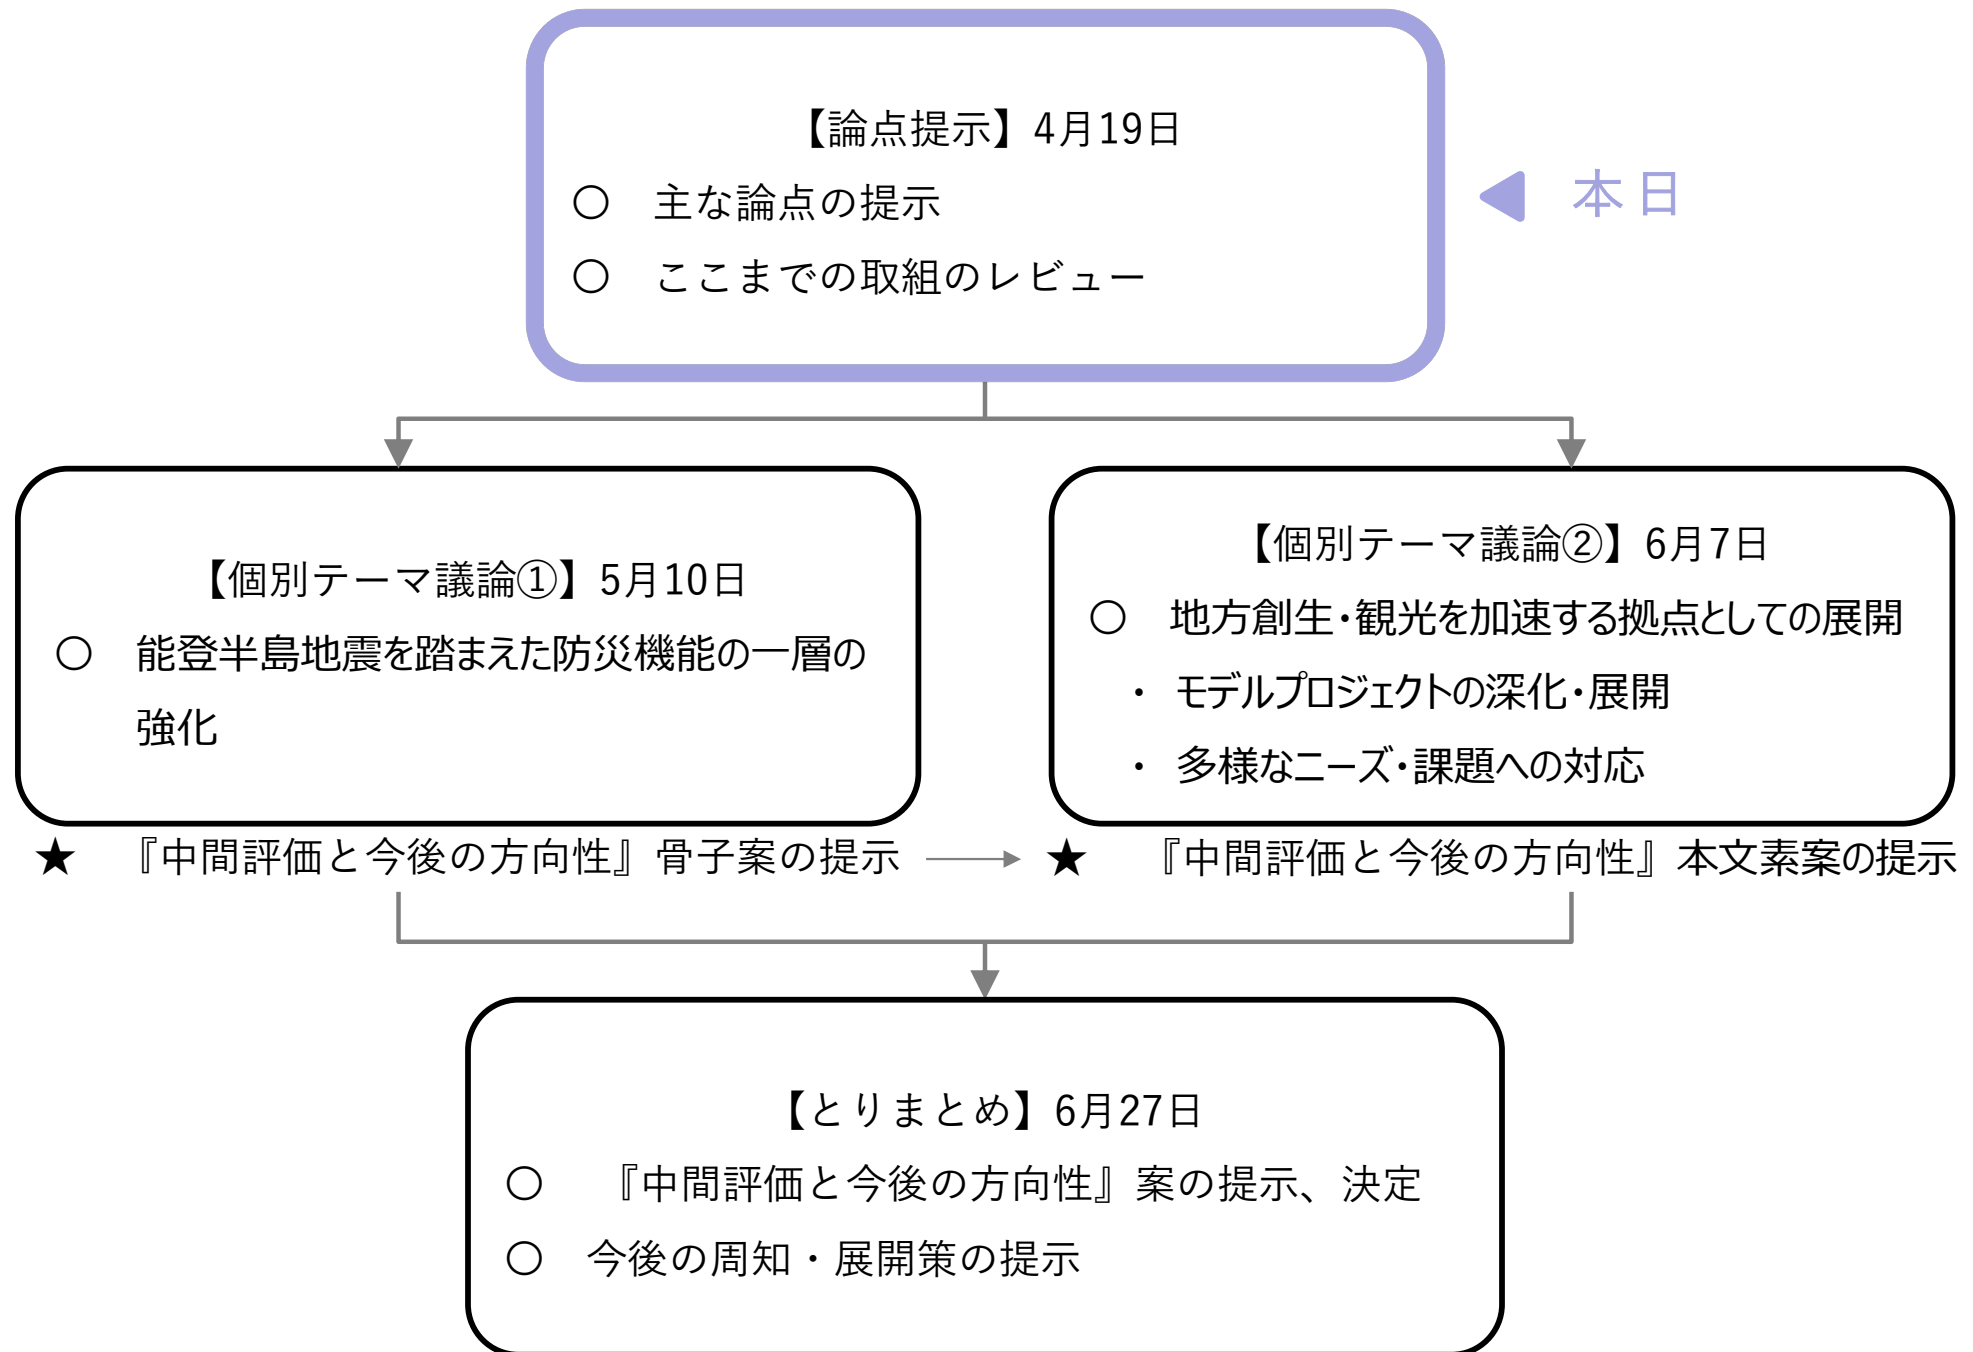 【論点提示】4月19日
○　主な論点の提示
○　ここまでの取組のレビュー
本日
【個別テーマ議論①】5月10日
○　能登半島地震を踏まえた防災機能の一層の
強化
★　『中間評価と今後の方向性』骨子案の提示
【個別テーマ議論②】6月7日
○　地方創生・観光を加速する拠点としての展開
・ モデルプロジェクトの深化・展開
・ 多様なニーズ・課題への対応
★　『中間評価と今後の方向性』本文素案の提示
【とりまとめ】6月27日
○　『中間評価と今後の方向性』案の提示、決定
○　今後の周知・展開策の提示